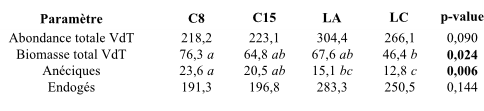 Paramètre C8 C15 LA LC p-value
Abondance totale VdT 218,2 223,1 304,4 266,1 0,090
Biomasse total VdT 76,3 a 64,8 ab 67,6 ab 46,4 b 0,024
Anéciques 23,6 a 20,5 ab 15,1 bc 12,8 c 0,006
Endogés 191,3 196,8 283,3 250,5 0,144